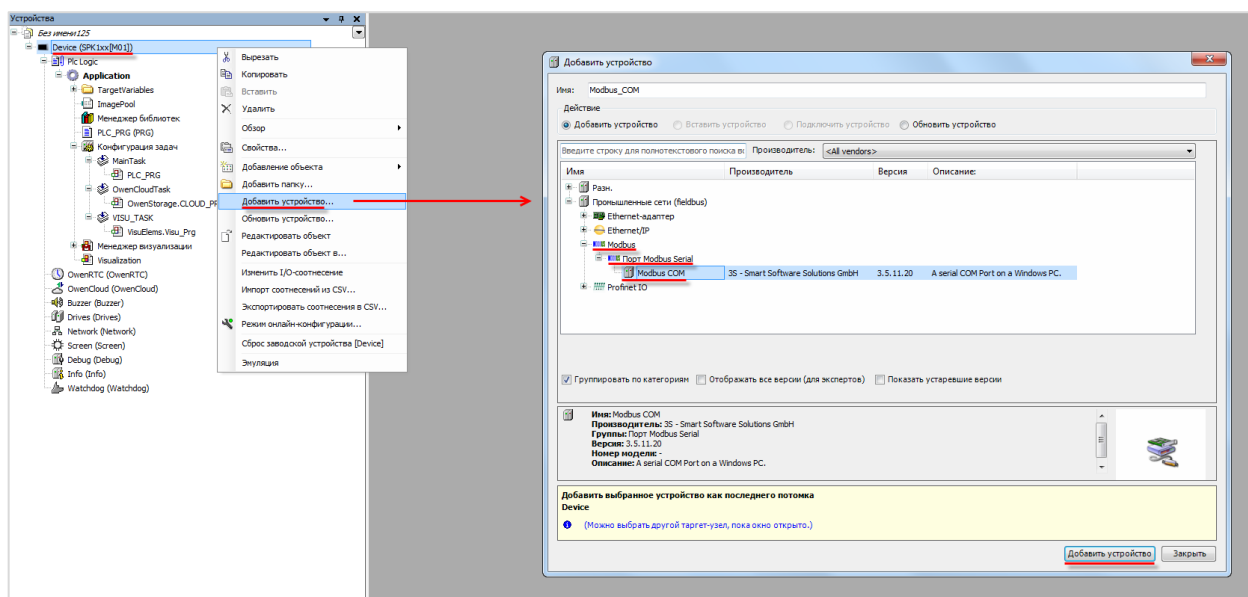 Устройства
Без имени125
Device (SPK1xx[M01])
Plc Logic
Application
TargetVariables
ImagePool
Менеджер библиотек
PLC_PRG (PRG)
Конфигурация задач
MainTask
PLC_PRG
OwenCloudTask
OwenStorage.CLOUD_PR
VISU_TASK
VisuElems.Visu_Prg
Менеджер визуализации
Visualization
OwenRTC (OwenRTC)
OwenCloud (OwenCloud)
Buzzer (Buzzer)
Drives (Drives)
Network (Network)
Screen (Screen)
Debug (Debug)
Info (Info)
Watchdog (Watchdog)
Вырезать
Копировать
Вставить
Удалить
Обзор
Свойства...
Добавление объекта
Добавить папку...
Добавить устройство...
Обновить устройство...
Редактировать объект
Редактировать объект в...
Изменить I/O-соотнесение
Импорт соотнесений из CSV...
Экспортировать соотнесения в CSV...
Режим онлайн-конфигурации...
Сброс заводской устройства [Device]
Эмуляция
Добавить устройство
Имя: Modbus_COM
Действие
Добавить устройство Вставить устройство Подключить устройство Обновить устройство
Введите строку для полнотекстового поиска в Производитель: <All vendors>
Имя Производитель Версия Описание:
Разн.
Промышленные сети (fieldbus)
Ethernet-адаптер
Ethernet/IP
Modbus
Порт Modbus Serial
Modbus COM 3S - Smart Software Solutions GmbH 3.5.11.20 A serial COM Port on a Windows PC.
Profinet IO
Группировать по категориям Отображать все версии (для экспертов) Показать устаревшие версии
Имя: Modbus COM
Производитель: 3S - Smart Software Solutions GmbH
Группы: Порт Modbus Serial
Версия: 3.5.11.20
Номер модели: -
Описание: A serial COM Port on a Windows PC.
Добавить выбранное устройство как последнего потомка
Device
(Можно выбрать другой таргет-узел, пока окно открыто.)
Добавить устройство Закрыть